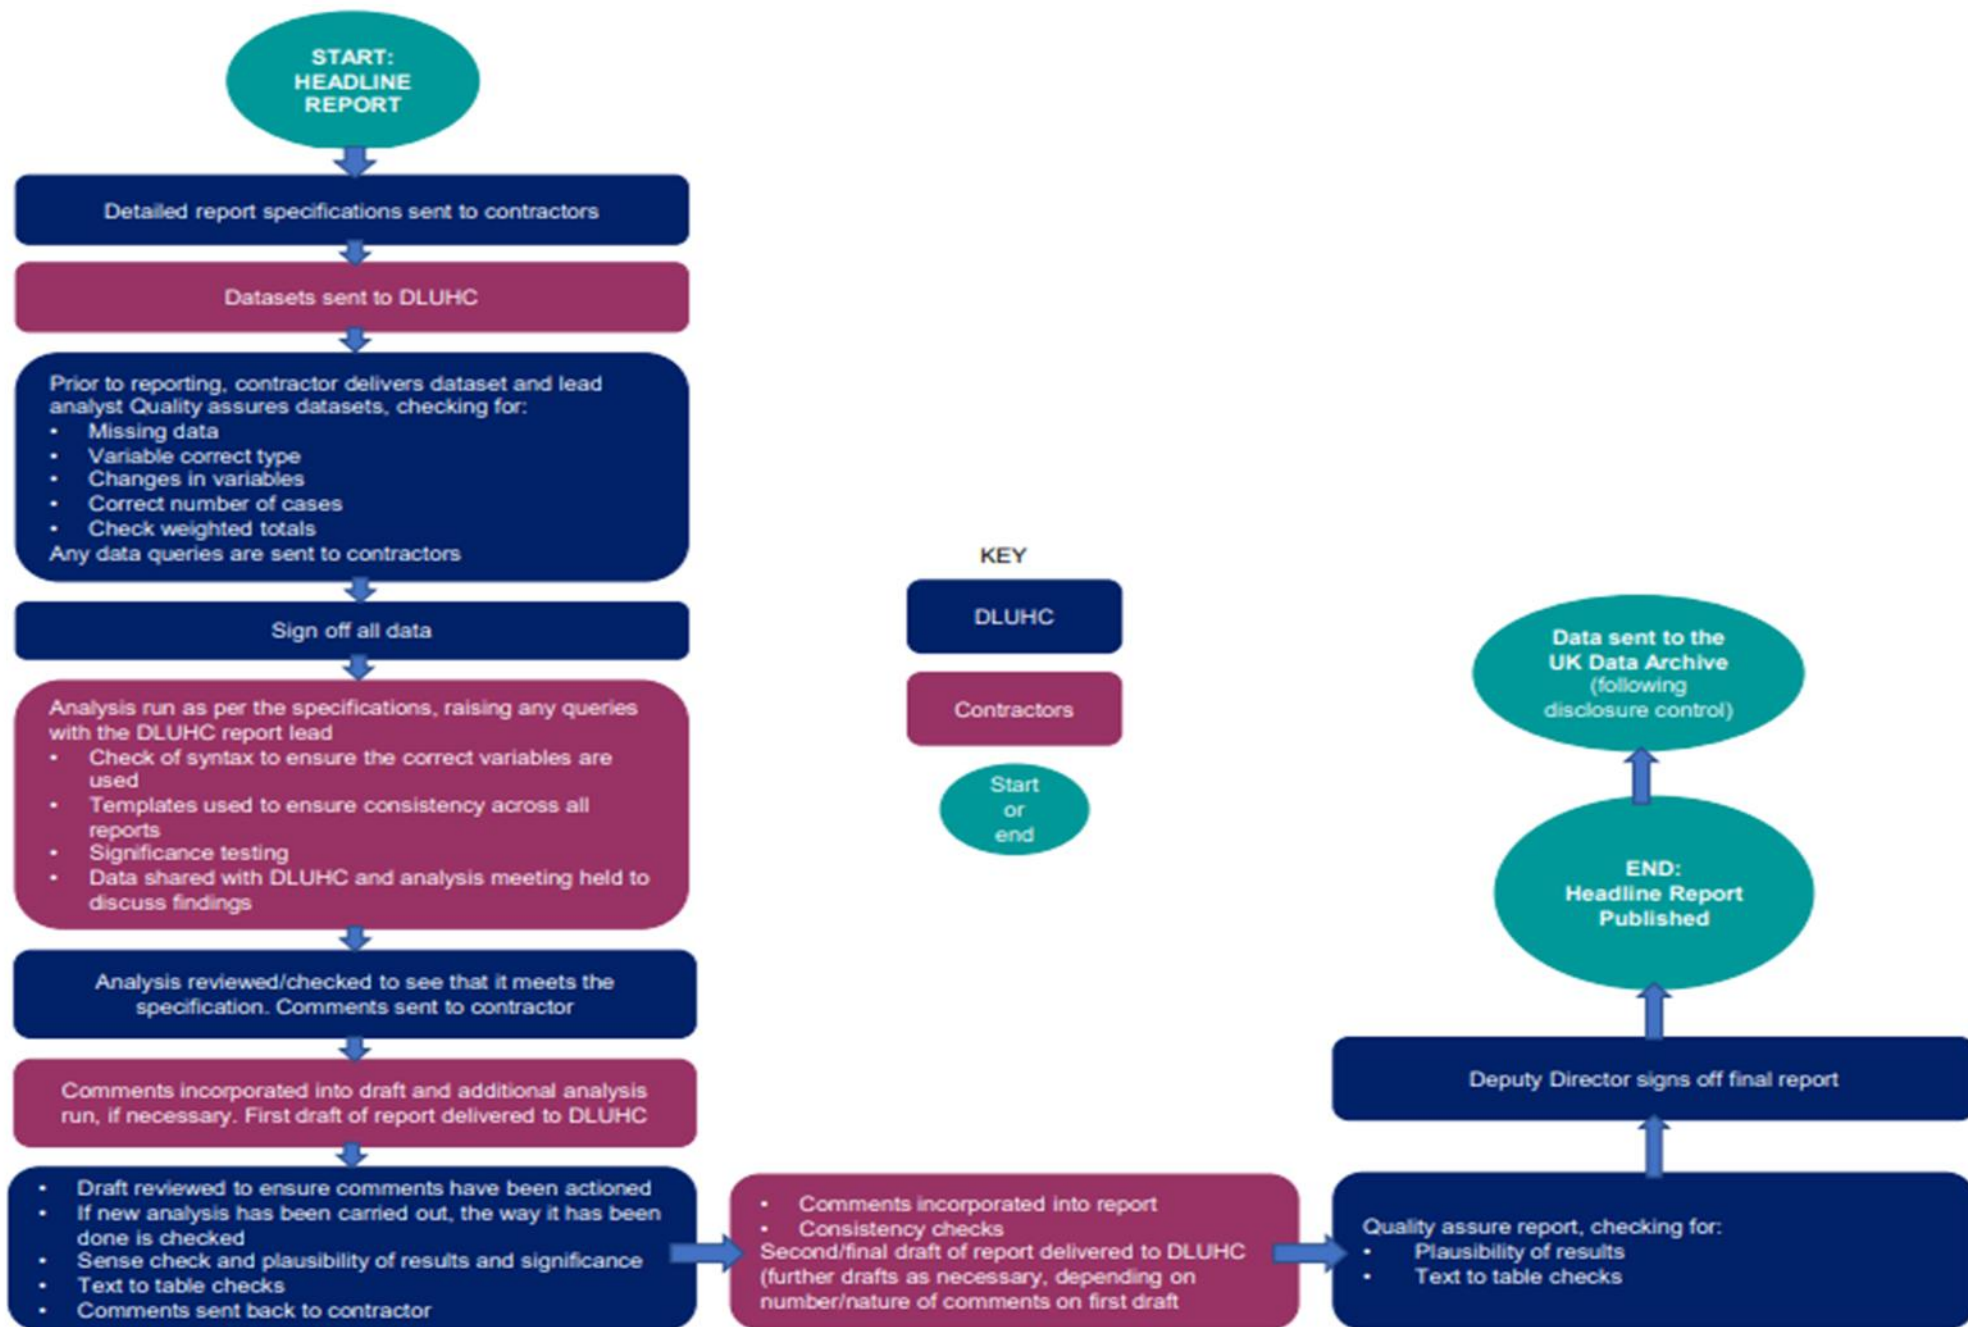 START:
HEADLINE
REPORT
Detailed report specifications sent to contractors
Datasets sent to DLUHC
Prior to reporting, contractor delivers dataset and lead
analyst Quality assures datasets, checking for:
• Missing data
• Variable correct type
• Changes in variables
• Correct number of cases
• Check weighted totals
Any data queries are sent to contractors
Sign off all data
Analysis run as per the specifications, raising any queries
with the DLUHC report lead
• Check of syntax to ensure the correct variables are
used
• Templates used to ensure consistency across all
reports
• Significance testing
• Data shared with DLUHC and analysis meeting held to
discuss findings
Analysis reviewed/checked to see that it meets the
specification. Comments sent to contractor
Comments incorporated into draft and additional analysis
run, if necessary. First draft of report delivered to DLUHC
• Draft reviewed to ensure comments have been actioned
• If new analysis has been carried out, the way it has been
done is checked
• Sense check and plausibility of results and significance
• Text to table checks
• Comments sent back to contractor
• Comments incorporated into report
• Consistency checks
Second/final draft of report delivered to DLUHC
(further drafts as necessary, depending on
number/nature of comments on first draft
Quality assure report, checking for:
• Plausibility of results
• Text to table checks
Deputy Director signs off final report
END:
Headline Report
Published
Data sent to the
UK Data Archive
(following
disclosure control)
KEY
DLUHC
Contractors
Start
or
end